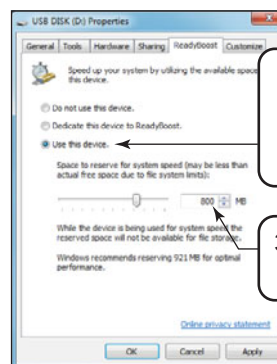 USB DISK (D:) Properties
General Tools Hardware Sharing ReadyBoost Customize
Speed up your system by utilizing the available space
this device.
Do not use this device.
Dedicate this device to ReadyBoost.
Use this device.
Space to reserve for system speed (may be less than
actual free space due to file system limits):
800 MB
While the device is being used for system speed the
reserved space will not be available for file storage.
Windows recommends reserving 921 MB for optimal
performance.
Online privacy statement
OK Cancel Apply
3